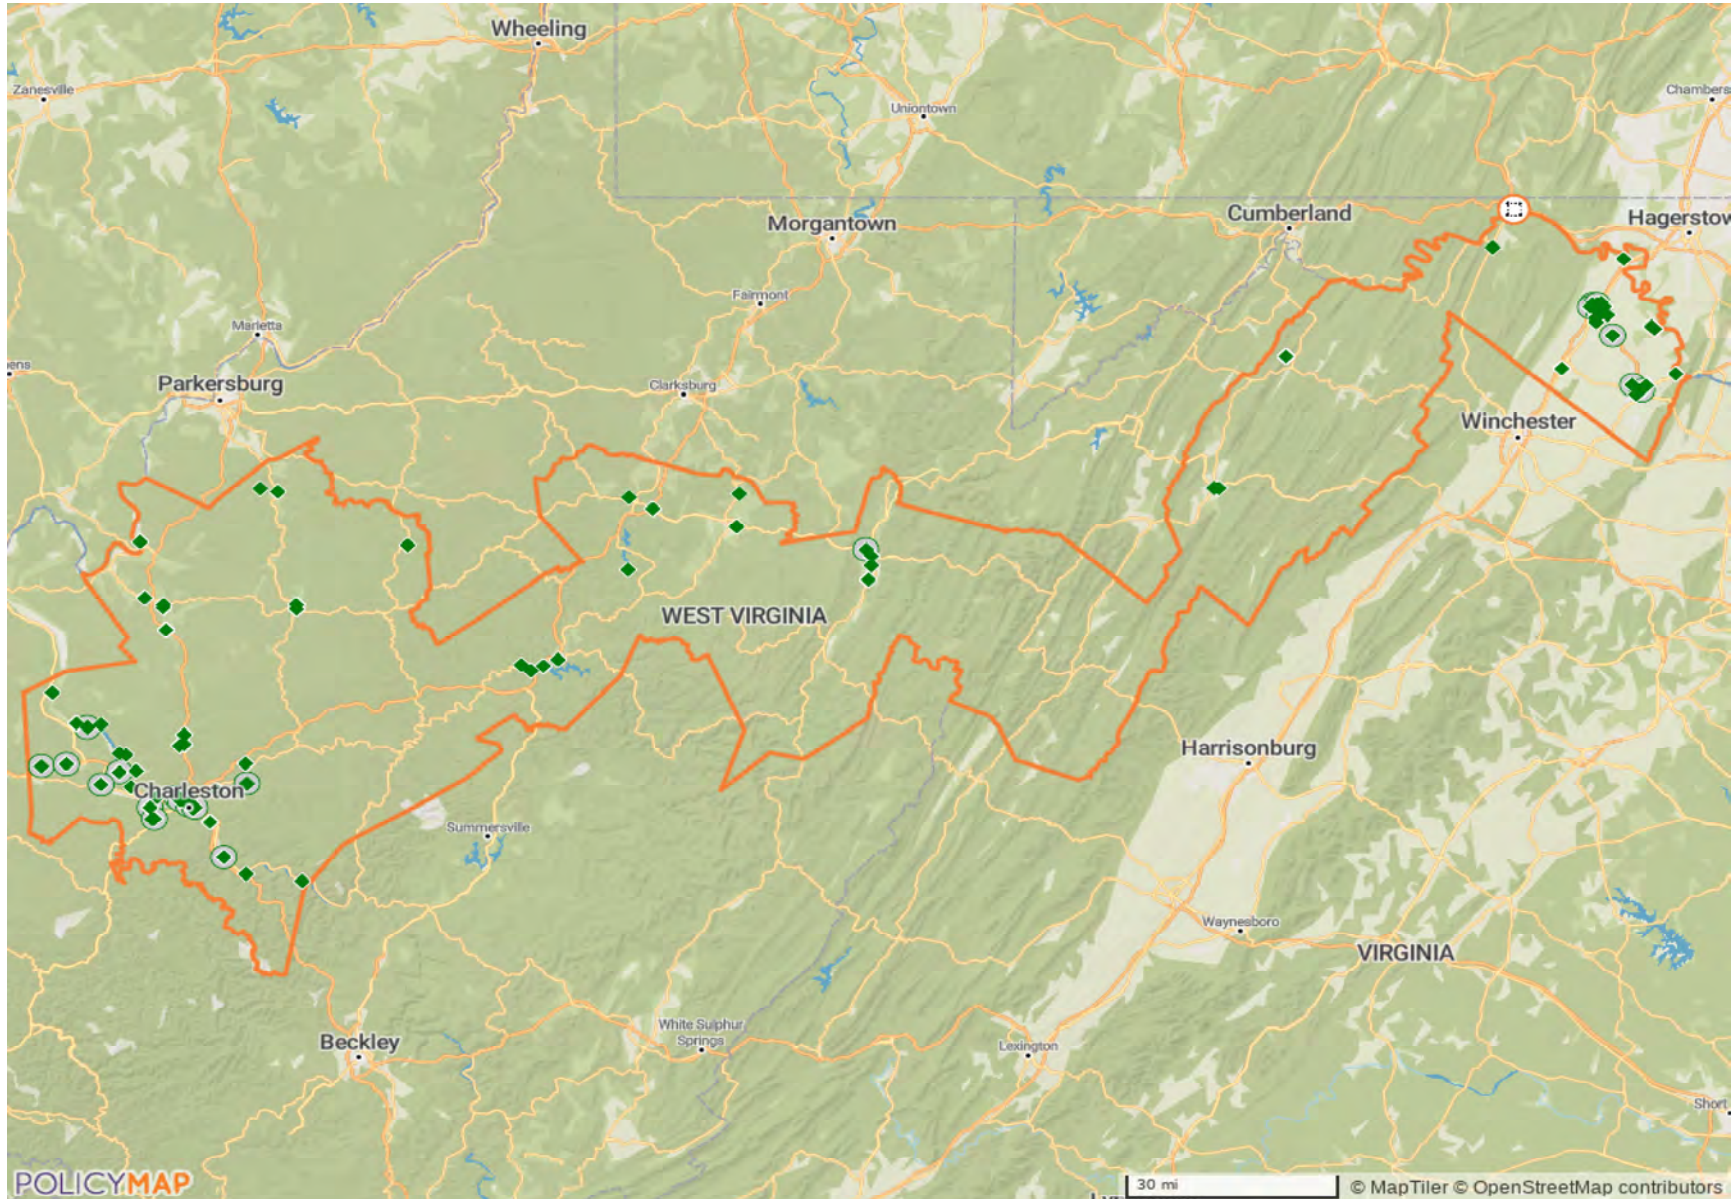 Wheeling
Zanesville
Chambers
Uniontown
Cumberland
Morgantown
Hagerstow
Fairmont
Marietta
ens
Parkersburg
Clarksburg
Winchester
WEST VIRGINIA
Harrisonburg
Charleston
Summersville
Waynesboro
VIRGINIA
White Sulphur
Springs
Beckley
Lexington
Short
POLICYMAP
30 mi
© MapTiler © OpenStreetMap contributors